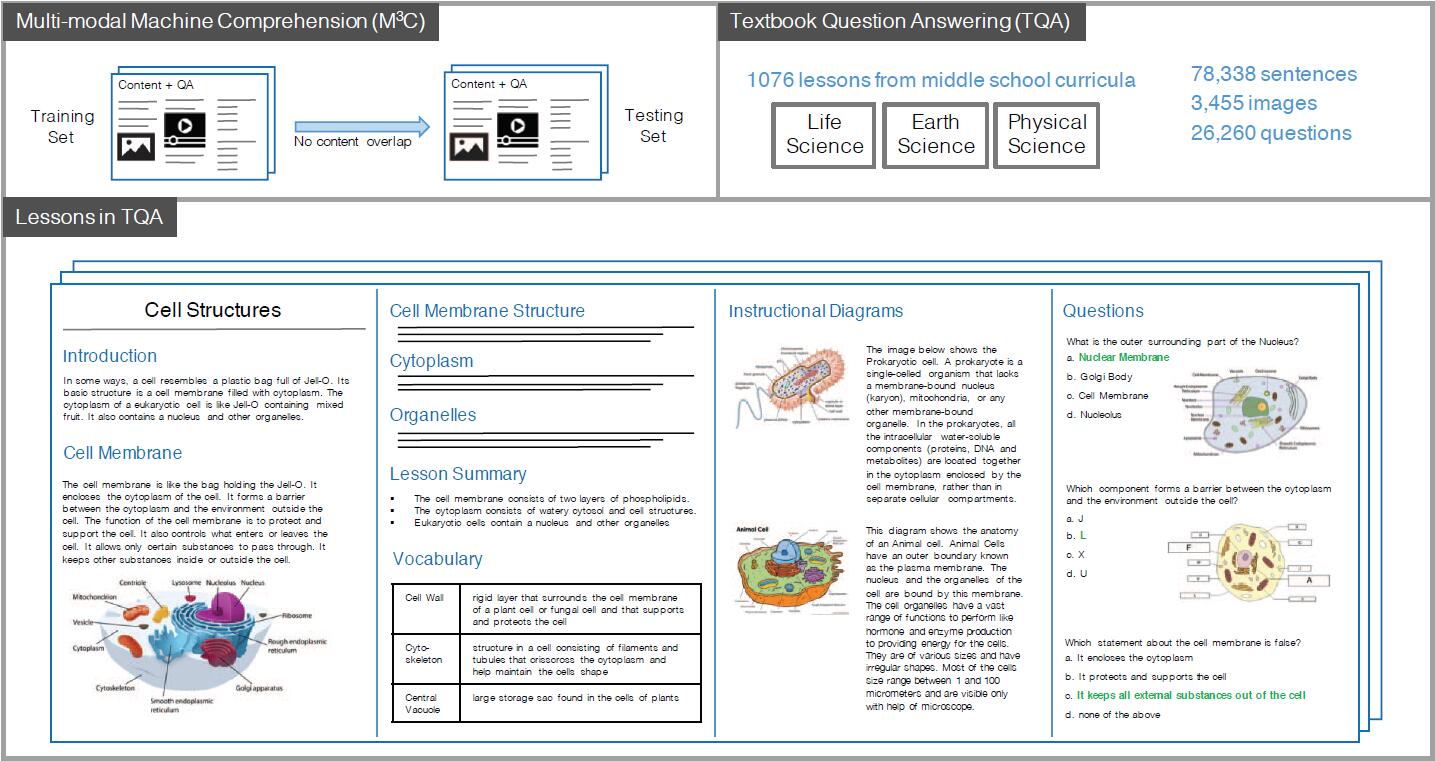 Multi-modal Machine Comprehension (M³C)
Training
Set
Content + QA
No content overlap
Content + QA
Testing
Set
Textbook Question Answering (TQA)
1076 lessons from middle school curricula
Life
Science
Earth
Science
Physical
Science
78,338 sentences
3,455 images
26,260 questions
Lessons in TQA
Cell Structures
Introduction
In some ways, a cell resembles a plastic bag full of Jell-O. Its
basic structure is a cell membrane filled with cytoplasm. The
cytoplasm of a eukaryotic cell is like Jell-O containing mixed
fruit. It also contains a nucleus and other organelles.
Cell Membrane
The cell membrane is like the bag holding the Jell-O. It
encloses the cytoplasm of the cell. It forms a barrier
between the cytoplasm and the environment outside the
cell. The function of the cell membrane is to protect and
support the cell. It also controls what enters or leaves the
cell. It allows only certain substances to pass through. It
keeps other substances inside or outside the cell.
Centriole
Lysosome
Nucleolus
Nucleus
Mitochondrion
Vesicle
Cytoplasm
Cytoskeleton
Smooth endoplasmic
reticulum
Golgi apparatus
Rough endoplasmic
reticulum
Ribosome
Cell Membrane Structure
Cytoplasm
Organelles
Lesson Summary
▪ The cell membrane consists of two layers of phospholipids.
▪ The cytoplasm consists of watery cytosol and cell structures.
▪ Eukaryotic cells contain a nucleus and other organelles
Vocabulary
Cell Wall
rigid layer that surrounds the cell membrane
of a plant cell or fungal cell and that supports
and protects the cell
Cyto-
skeleton
structure in a cell consisting of filaments and
tubules that crisscross the cytoplasm and
help maintain the cells shape
Central
Vacuole
large storage sac found in the cells of plants
Instructional Diagrams
The image below shows the
Prokaryotic cell. A prokaryote is a
single-celled organism that lacks
a membrane-bound nucleus
(karyon), mitochondria, or any
other membrane-bound
organelle. In the prokaryotes, all
the intracellular water-soluble
components (proteins, DNA and
metabolites) are located together
in the cytoplasm enclosed by the
cell membrane, rather than in
separate cellular compartments.
Animal Cell
This diagram shows the anatomy
of an Animal cell. Animal Cells
have an outer boundary known
as the plasma membrane. The
nucleus and the organelles of the
cell are bound by this membrane.
The cell organelles have a vast
range of functions to perform like
hormone and enzyme production
to providing energy for the cells.
They are of various sizes and have
irregular shapes. Most of the cells
size range between 1 and 100
micrometers and are visible only
with help of microscope.
Questions
What is the outer surrounding part of the Nucleus?
a. Nuclear Membrane
b. Golgi Body
c. Cell Membrane
d. Nucleolus
Which component forms a barrier between the cytoplasm
and the environment outside the cell?
a. J
b. L
c. X
d. U
F
A
Which statement about the cell membrane is false?
a. It encloses the cytoplasm
b. It protects and supports the cell
c. It keeps all external substances out of the cell
d. none of the above